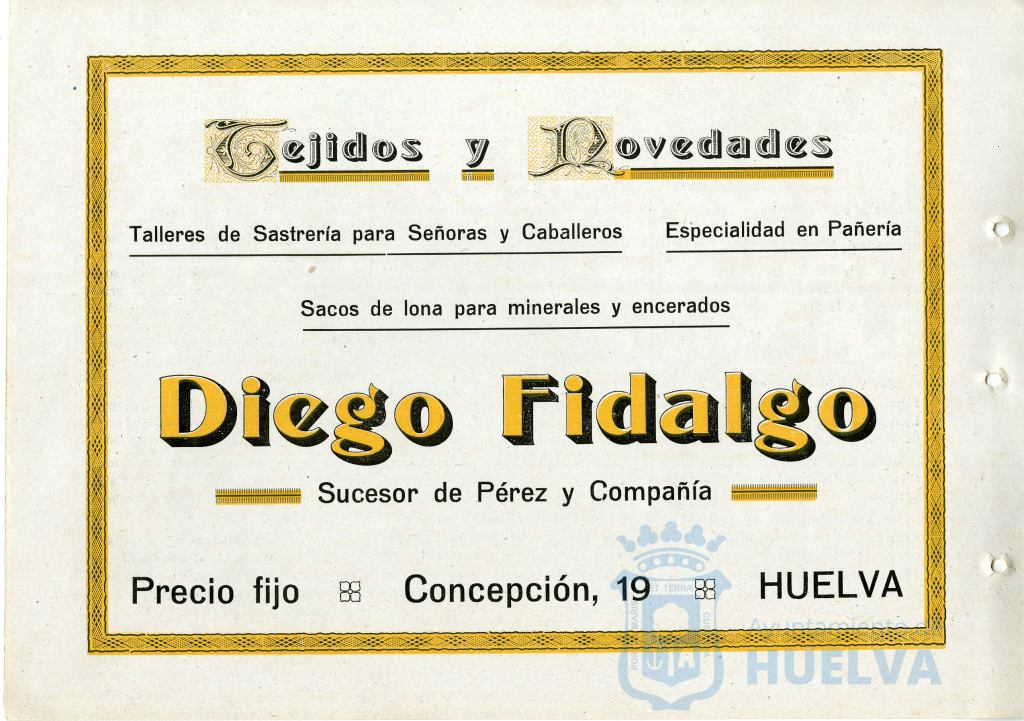 Tejidos y Novedades
Talleres de Sastrería para Señoras y Caballeros Especialidad en Pañería
Sacos de lona para minerales y encerados
Diego Fidalgo
Sucesor de Pérez y Compañía
Precio fijo Concepción, 19 HUELVA
Ayuntamiento
HUELVA